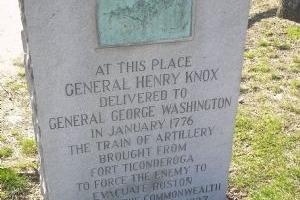 AT THIS PLACE
GENERAL HENRY KNOX
DELIVERED TO
GENERAL GEORGE WASHINGTON
IN JANUARY 1776
THE TRAIN OF ARTILLERY
BROUGHT FROM
FORT TICONDEROGA
TO FORCE THE ENEMY TO
EVACUATE BOSTON
THE COMMONWEALTH